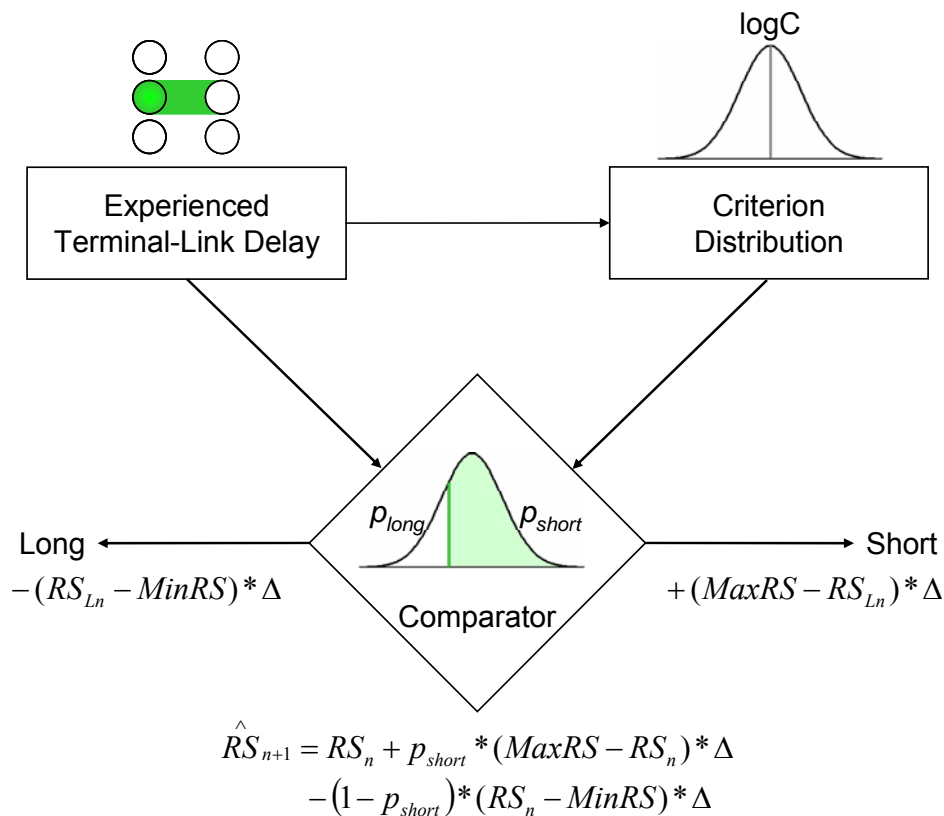 logC
Experienced
Terminal-Link Delay
Criterion
Distribution
p_long p_short
Comparator
Long
−(RS_Ln − MinRS)* Δ
Short
+(MaxRS − RS_Ln)* Δ
R̂S_n+1 = RS_n + p_short *(MaxRS − RS_n)* Δ
−(1− p_short)*(RS_n − MinRS)* Δ